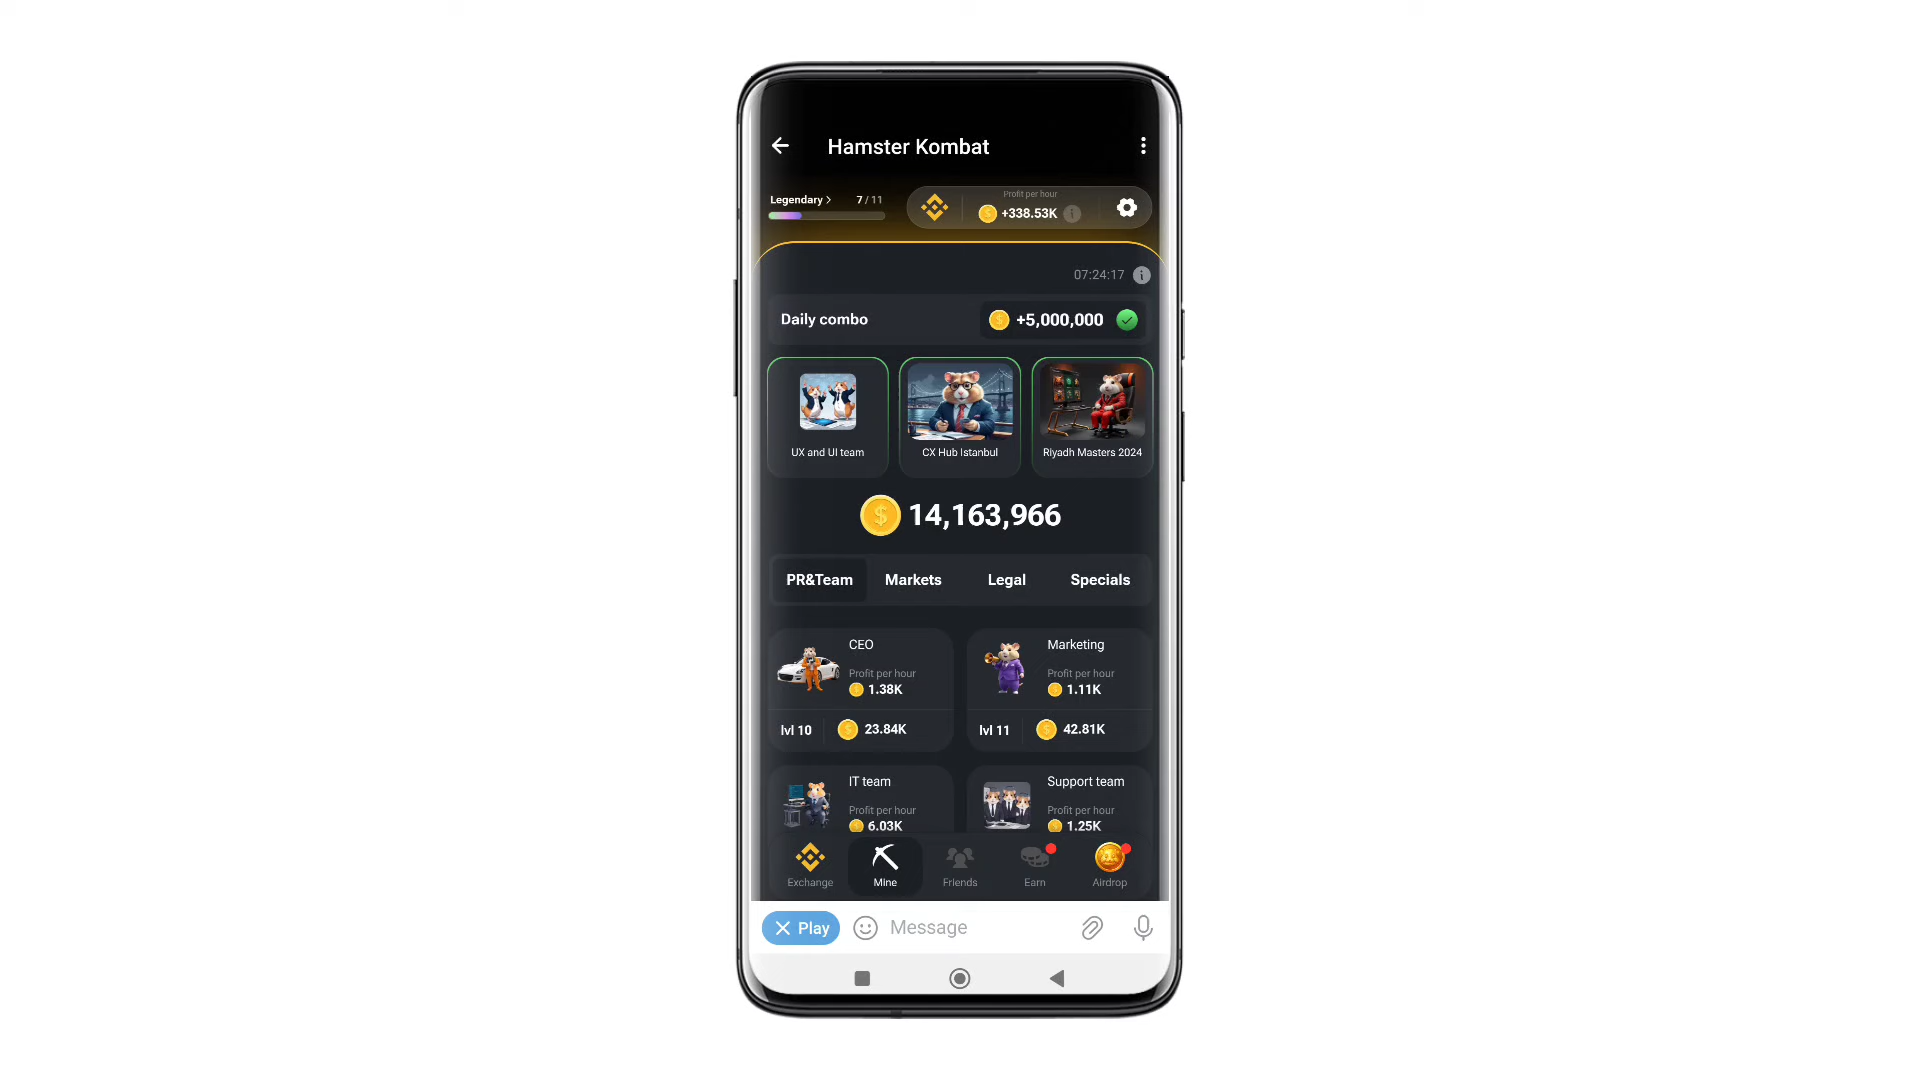 Hamster Kombat
Legendary >
7 / 11
Profit per hour
+338.53K
07:24:17
Daily combo
+5,000,000
UX and UI team
CX Hub Istanbul
Riyadh Masters 2024
14,163,966
PR&Team
Markets
Legal
Specials
CEO
Profit per hour
1.38K
lvl 10
23.84K
Marketing
Profit per hour
1.11K
lvl 11
42.81K
IT team
Profit per hour
6.03K
Support team
Profit per hour
1.25K
Exchange
Mine
Friends
Earn
Airdrop
Play
Message